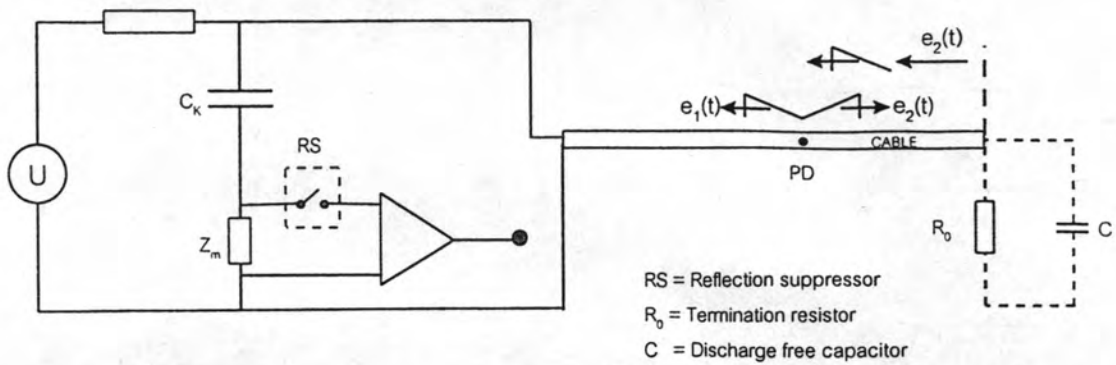 e₂(t)
C_K
e₁(t)
e₂(t)
RS
CABLE
U
PD
Z_m
R₀
C
RS = Reflection suppressor
R₀ = Termination resistor
C = Discharge free capacitor